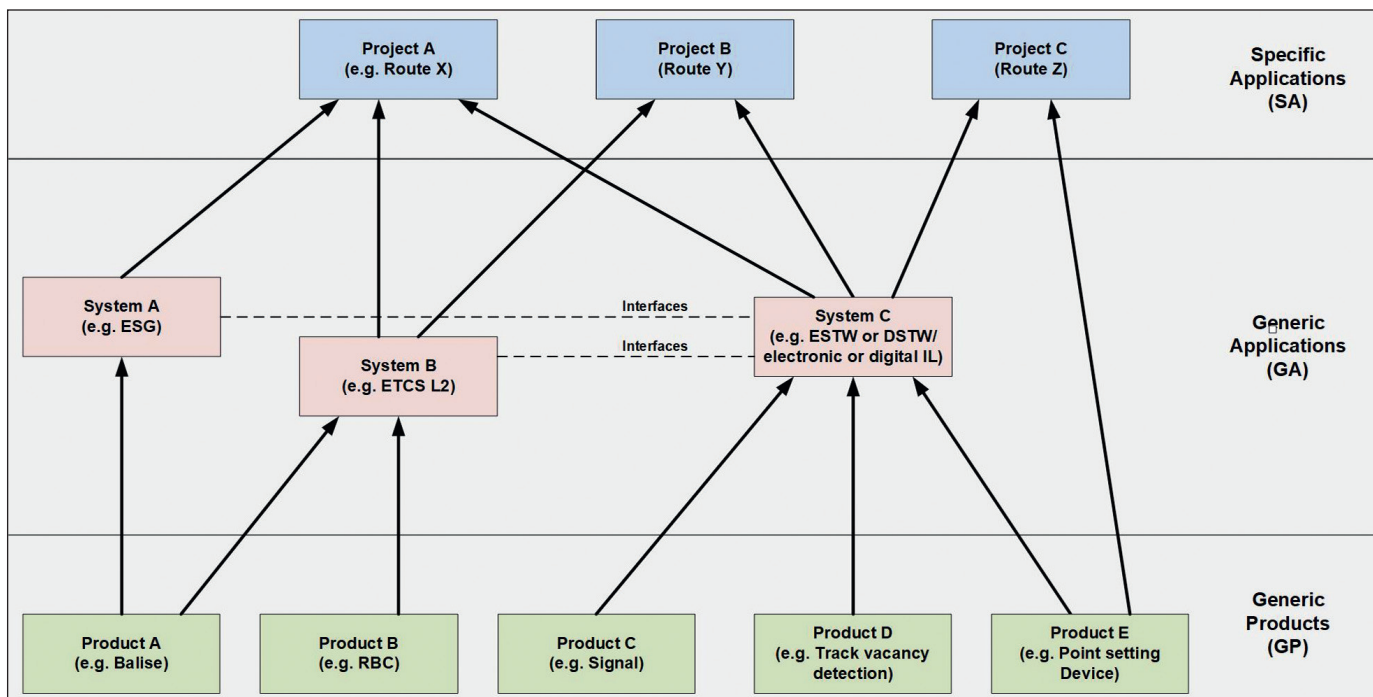 Project A
(e.g. Route X)
Project B
(Route Y)
Project C
(Route Z)
Specific
Applications
(SA)
System A
(e.g. ESG)
Interfaces
System C
(e.g. ESTW or DSTW/
electronic or digital IL)
Interfaces
System B
(e.g. ETCS L2)
Generic
Applications
(GA)
Product A
(e.g. Balise)
Product B
(e.g. RBC)
Product C
(e.g. Signal)
Product D
(e.g. Track vacancy
detection)
Product E
(e.g. Point setting
Device)
Generic
Products
(GP)